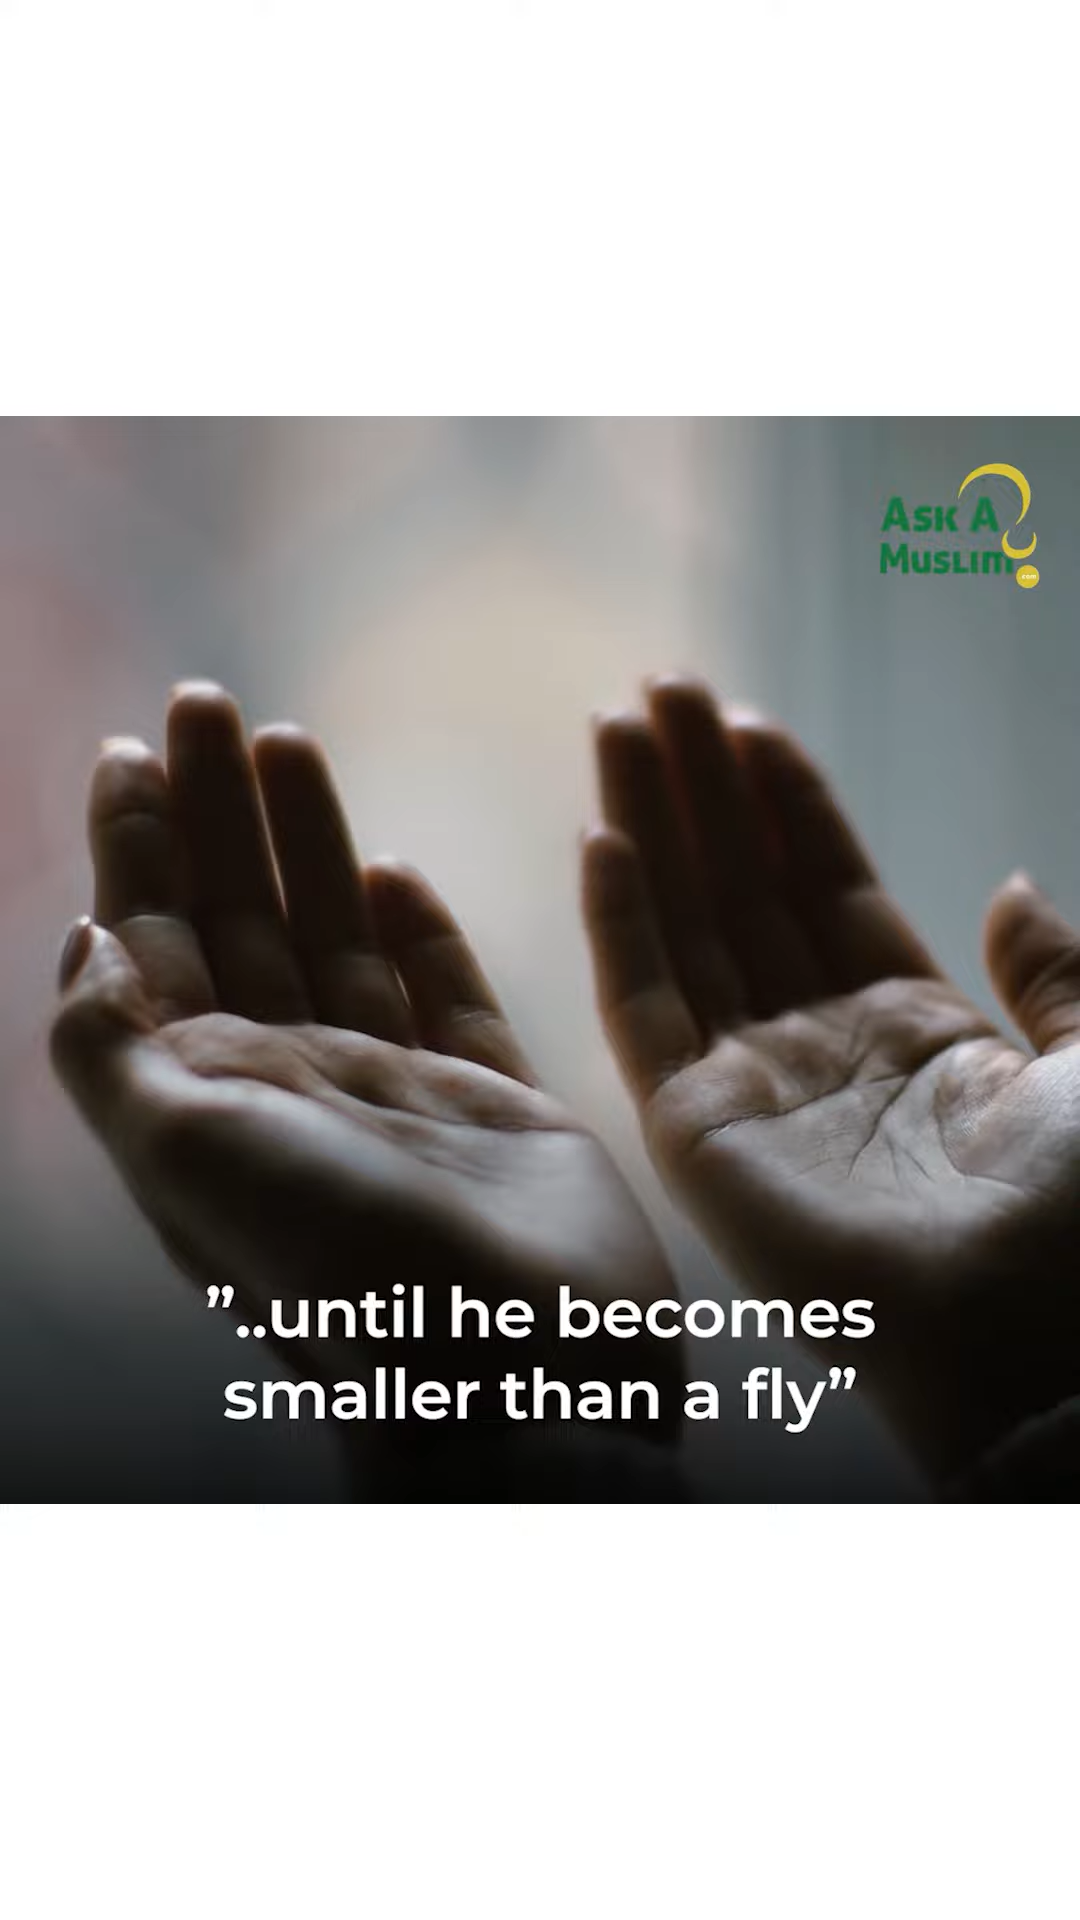 Ask A
Muslim
.com
”..until he becomes
smaller than a fly”